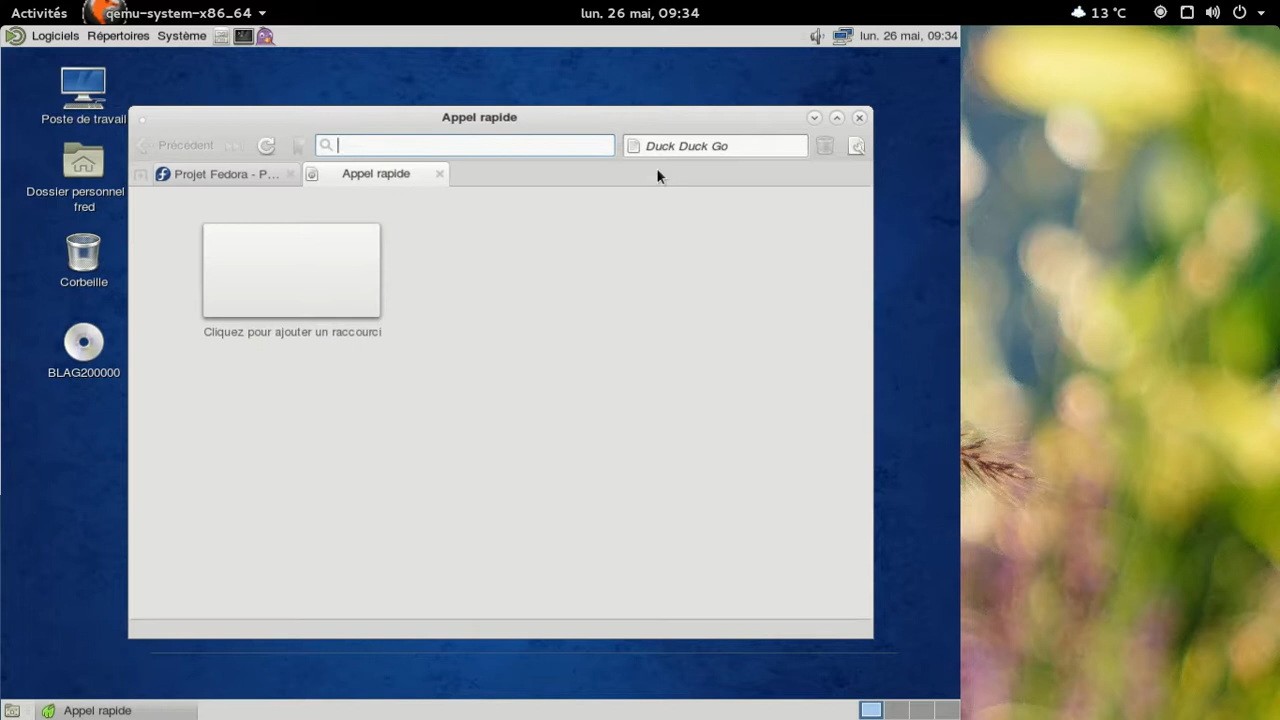 Activités qemu-system-x86_64 lun. 26 mai, 09:34 13 °C
Logiciels Répertoires Système lun. 26 mai, 09:34
Poste de travail
Dossier personnel
fred
Corbeille
BLAG200000
Appel rapide
Précédent Duck Duck Go
Projet Fedora - P... Appel rapide
Cliquez pour ajouter un raccourci
Appel rapide